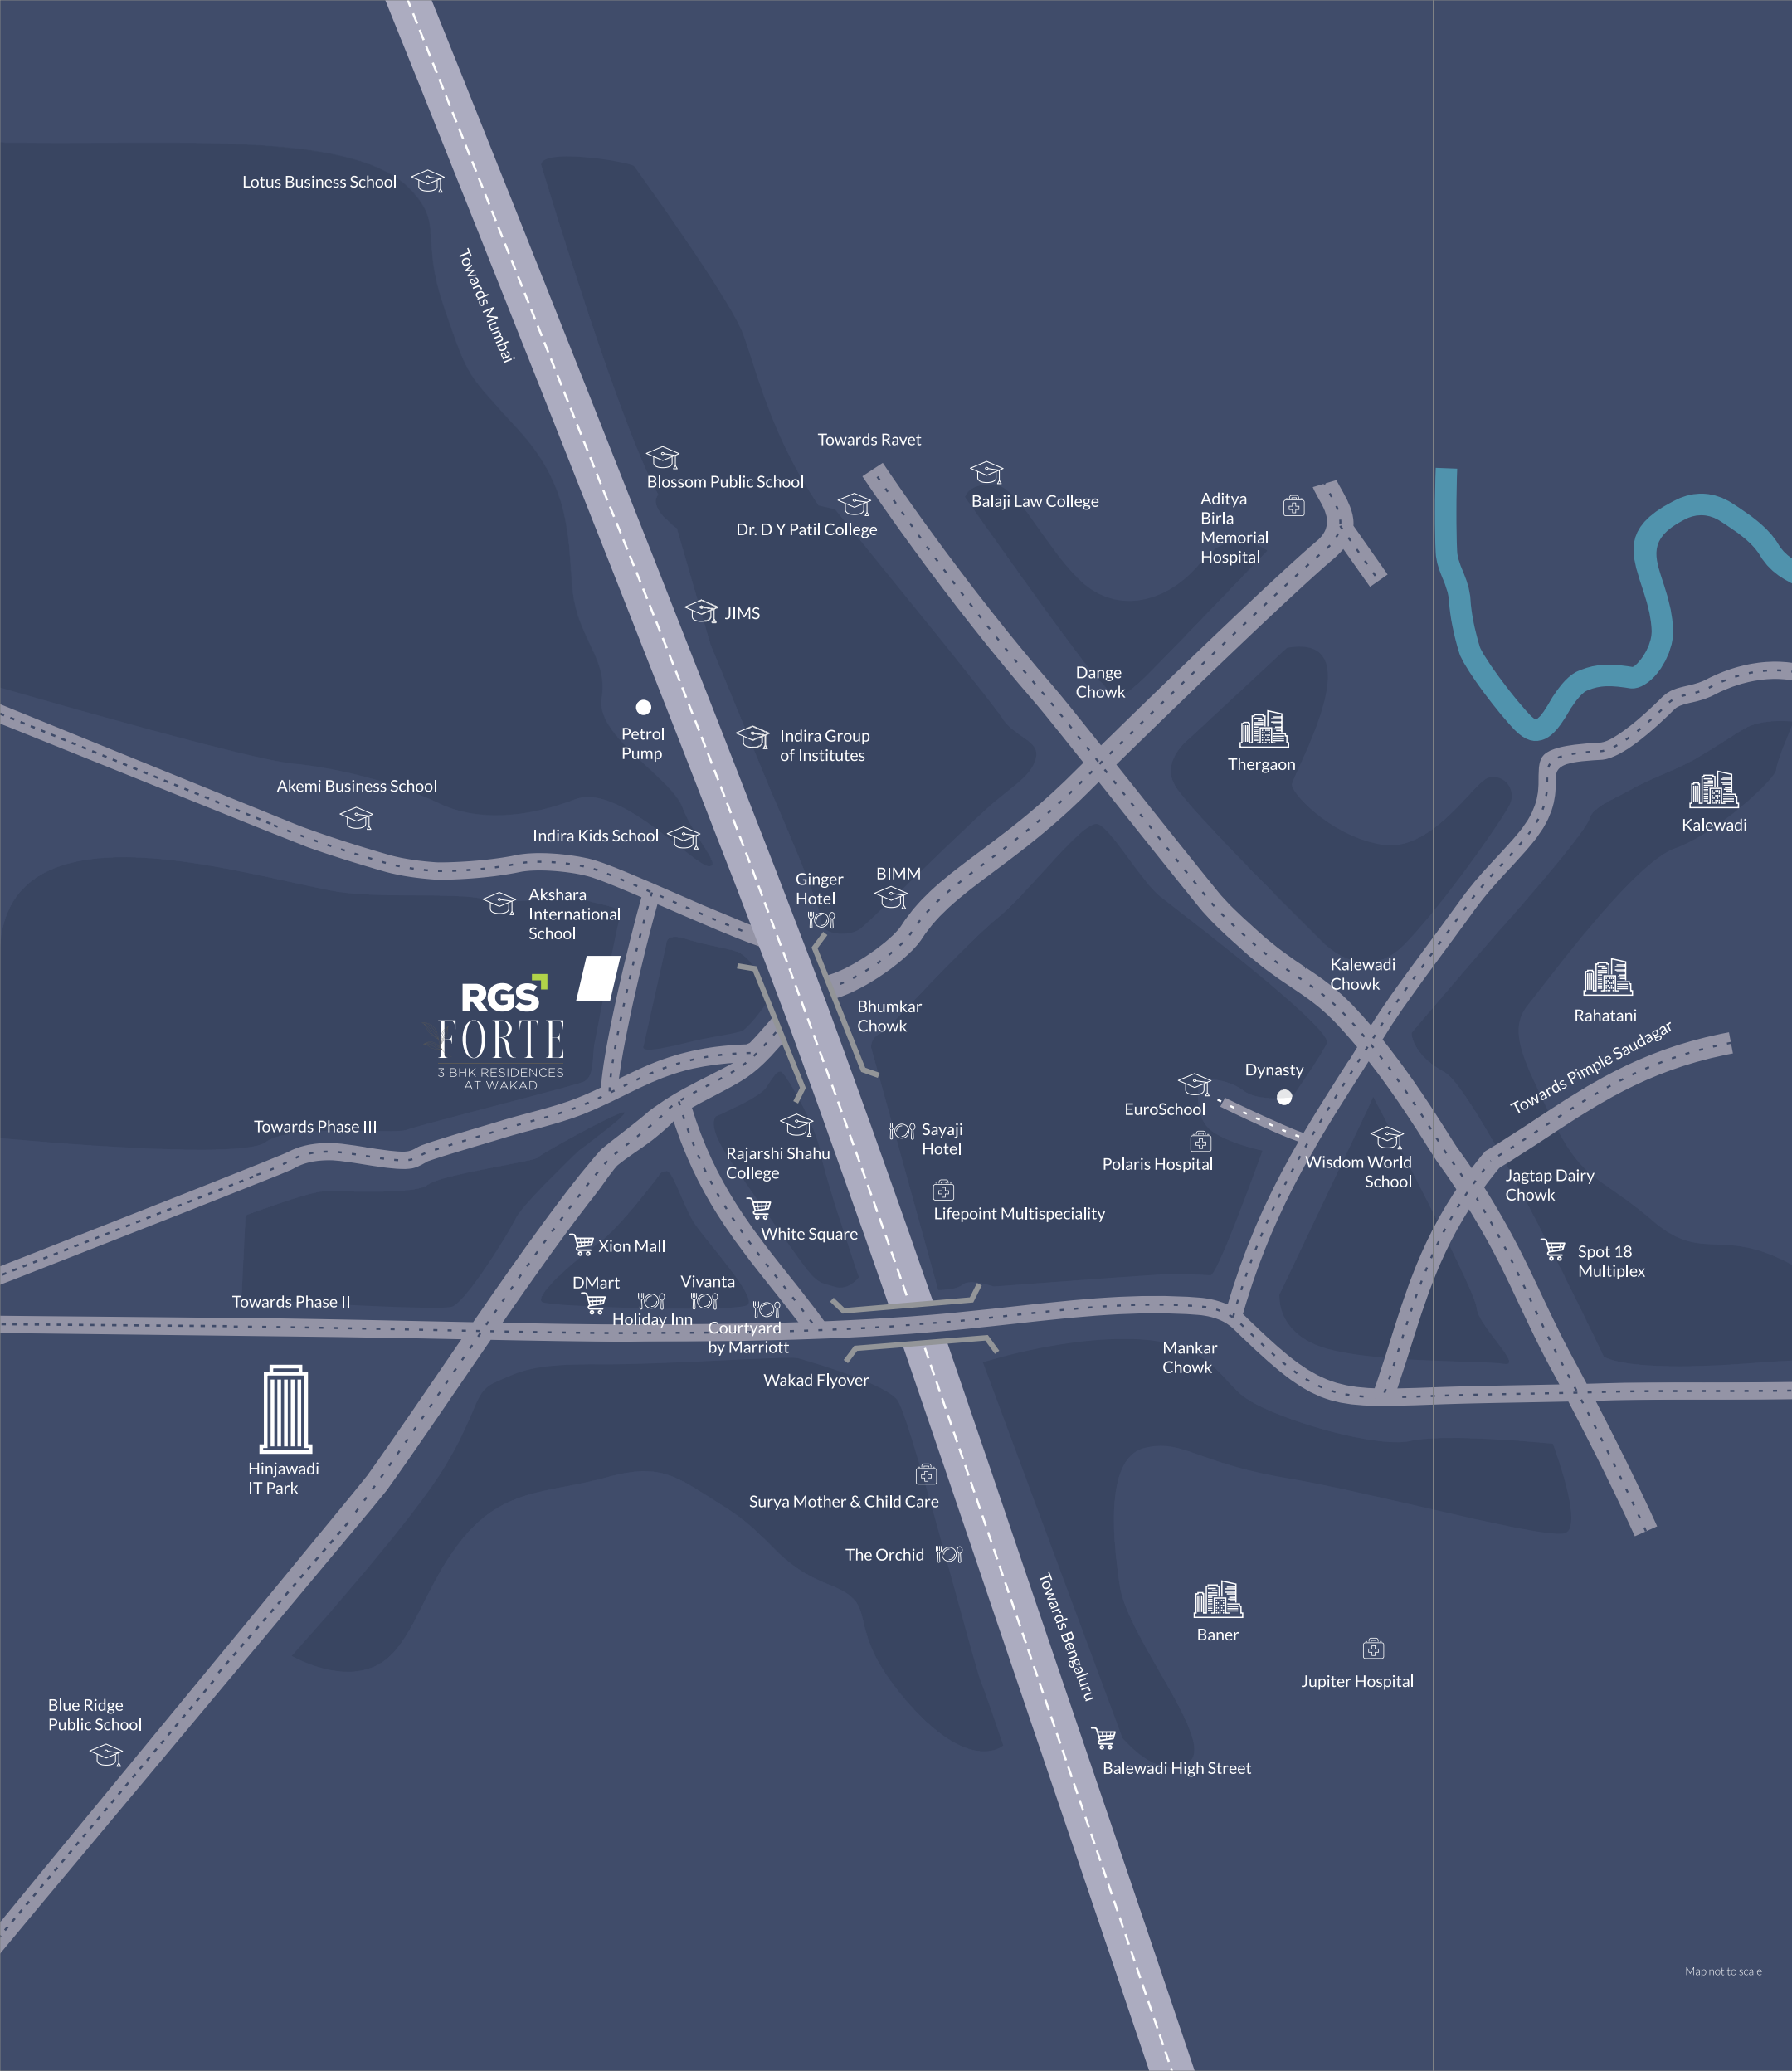 Lotus Business School
Towards Mumbai
Towards Ravet
Blossom Public School
Dr. D Y Patil College
Balaji Law College
Aditya
Birla
Memorial
Hospital
JIMS
Dange
Chowk
Petrol
Pump
Indira Group
of Institutes
Thergaon
Kalewadi
Akemi Business School
Indira Kids School
Ginger
Hotel
BIMM
Akshara
International
School
RGS
FORTE
3 BHK RESIDENCES
AT WAKAD
Kalewadi
Chowk
Bhumkar
Chowk
Rahatani
Towards Pimple Saudagar
Dynasty
EuroSchool
Towards Phase III
Rajarshi Shahu
College
Sayaji
Hotel
Polaris Hospital
Wisdom World
School
Jagtap Dairy
Chowk
Lifepoint Multispeciality
White Square
Xion Mall
Spot 18
Multiplex
DMart
Vivanta
Towards Phase II
Holiday Inn
Courtyard
by Marriott
Mankar
Chowk
Wakad Flyover
Hinjawadi
IT Park
Surya Mother & Child Care
The Orchid
Towards Bengaluru
Baner
Jupiter Hospital
Blue Ridge
Public School
Balewadi High Street
Map not to scale